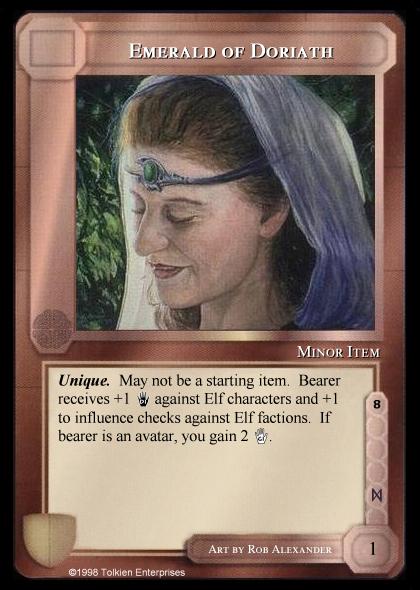 EMERALD OF DORIATH
MINOR ITEM
Unique. May not be a starting item. Bearer
receives +1 against Elf characters and +1
to influence checks against Elf factions. If
bearer is an avatar, you gain 2 .
8
ART BY ROB ALEXANDER
1
©1998 Tolkien Enterprises